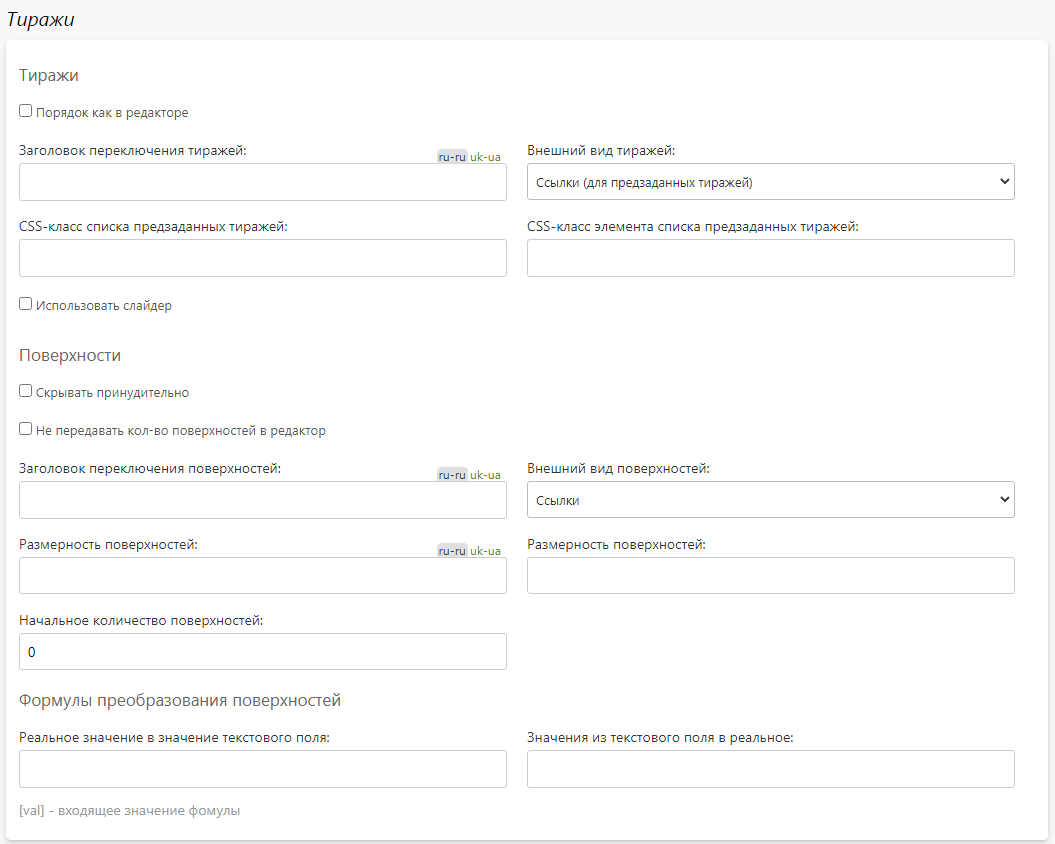 Тиражи
Тиражи
Порядок как в редакторе
Заголовок переключения тиражей:
ru-ru uk-ua
Внешний вид тиражей:
Ссылки (для предзаданных тиражей)
CSS-класс списка предзаданных тиражей:
CSS-класс элемента списка предзаданных тиражей:
Использовать слайдер
Поверхности
Скрывать принудительно
Не передавать кол-во поверхностей в редактор
Заголовок переключения поверхностей:
ru-ru uk-ua
Внешний вид поверхностей:
Ссылки
Размерность поверхностей:
ru-ru uk-ua
Размерность поверхностей:
Начальное количество поверхностей:
0
Формулы преобразования поверхностей
Реальное значение в значение текстового поля:
Значения из текстового поля в реальное:
[val] - входящее значение фомулы